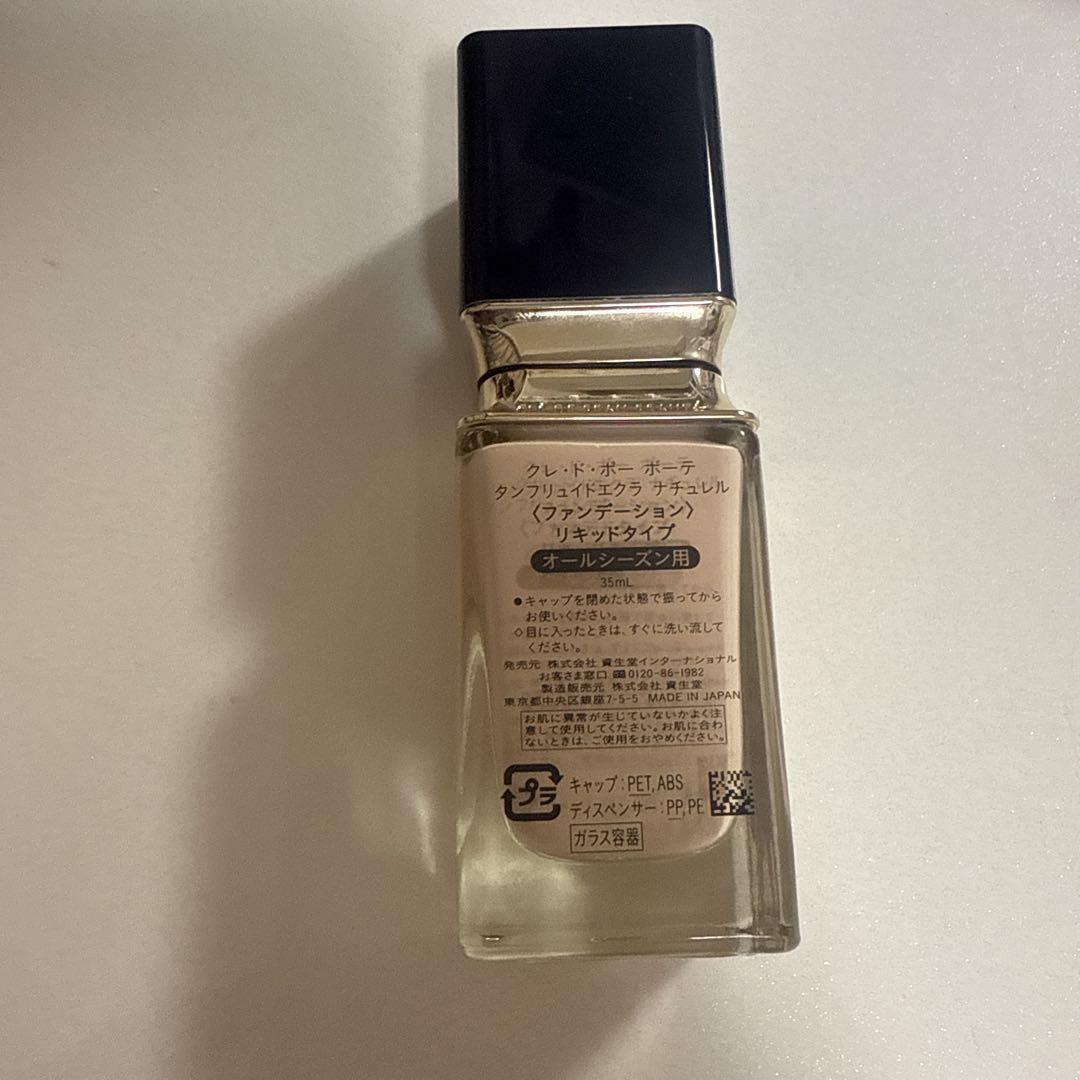 クレ・ド・ポー ボーテ
タンフリュイドエクラ ナチュレル
〈ファンデーション〉
リキッドタイプ
オールシーズン用
35mL
●キャップを閉めた状態で振ってから
お使いください。
◇目に入ったときは、すぐに洗い流して
ください。
発売元 株式会社 資生堂インターナショナル
お客さま窓口 0120-86-1982
製造販売元 株式会社 資生堂
東京都中央区銀座7-5-5 MADE IN JAPAN
お肌に異常が生じていないかよく注
意して使用してください。お肌に合わ
ないときは、ご使用をおやめください。
プラ
キャップ:PET,ABS
ディスペンサー:PP,PE
ガラス容器